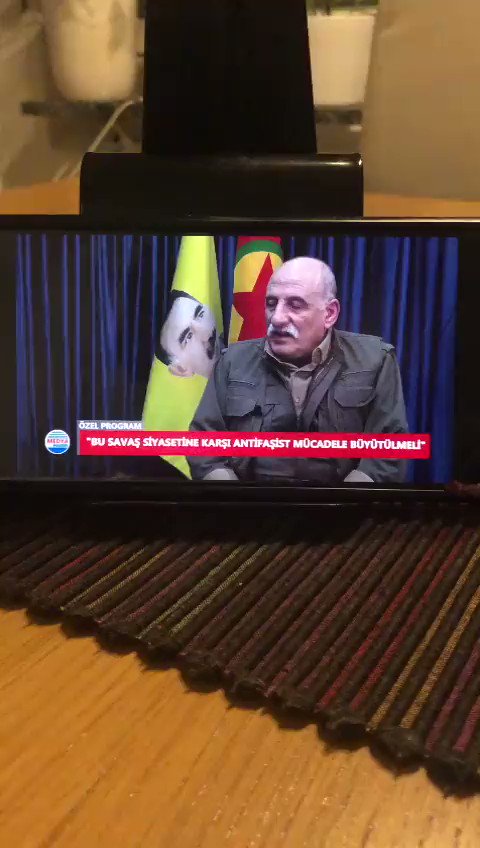 ÖZEL PROGRAM
"BU SAVAŞ SİYASETİNE KARŞI ANTİFAŞİST MÜCADELE BÜYÜTÜLMELİ"
MEDYA